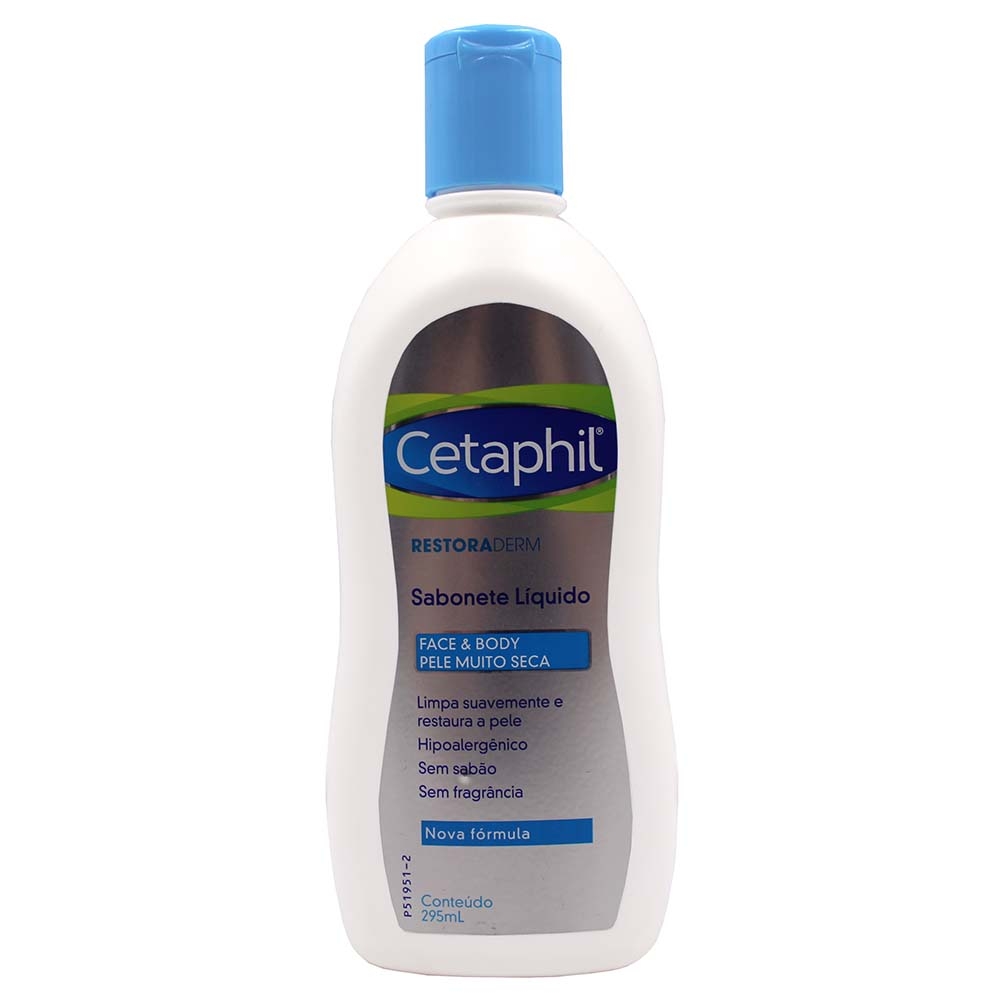 Cetaphil®
RESTORADERM
Sabonete Líquido
FACE & BODY
PELE MUITO SECA
Limpa suavemente e
restaura a pele
Hipoalergênico
Sem sabão
Sem fragrância
Nova fórmula
P51951-2
Conteúdo
295mL